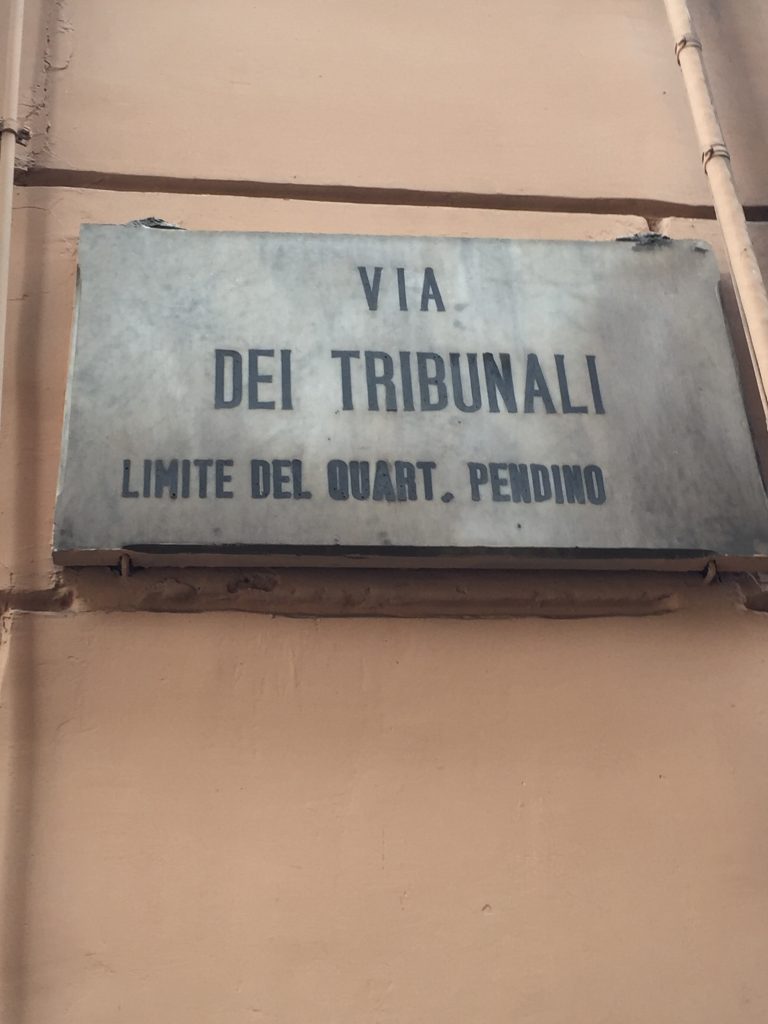 VIA
DEI TRIBUNALI
LIMITE DEL QUART. PENDINO